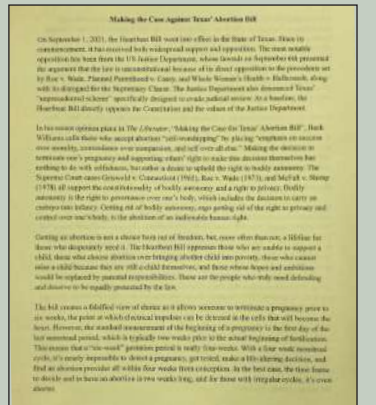 Making the Case Against Texas' Abortion Bill
On September 1, 2021, the Heartbeat Bill went into effect in the State of Texas. Since its
commencement, it has received both widespread support and opposition. The most notable
opposition has been from the US Justice Department, whose lawsuit on September 9th presented
the argument that the law is unconstitutional because of its direct opposition to the precedents set
by Roe v. Wade, Planned Parenthood v. Casey, and Whole Woman's Health v. Hellerstedt, along
with its disregard for the Supremacy Clause. The Justice Department also denounced Texas'
"unprecedented scheme" specifically designed to evade judicial review. As a baseline, the
Heartbeat Bill directly opposes the Constitution and the values of the Justice Department.
In his recent opinion piece in The Liberator, "Making the Case for Texas' Abortion Bill",
Williams calls those who accept abortion "self-worshipping" by placing "emphasis on success
over morality, convenience over compassion, and self over all else." Making the decision to
terminate one's pregnancy and supporting others' right to make this decision themselves has
nothing to do with selfishness, but rather a desire to uphold the right to bodily autonomy. The
Supreme Court cases Griswold v. Connecticut (1965), Roe v. Wade (1973), and McFall v. Shimp
(1978) all support the constitutionality of bodily autonomy and a right to privacy. Bodily
autonomy is the right to governance over one's body, which includes the decision to carry an
embryo into infancy. Getting rid of bodily autonomy, getting rid of the right to privacy and
control over one's body, is the abolition of an inalienable human right.
Getting an abortion is not a choice born out of freedom, but, more often than not, a lifeline for
those who desperately need it. The Heartbeat Bill oppresses those who are unable to support a
child, those who choose abortion over bringing another child into poverty, those who cannot
raise a child because they are still a child themselves, and those whose hopes and ambitions
would be replaced by parental responsibilities. These are the people who truly need defending
and deserve to be equally protected by the law.
The bill creates a falsified view of choice as it allows someone to terminate a pregnancy prior to
six weeks, the point at which electrical impulses can be detected in the cells that will become the
heart. However, the standard measurement of the beginning of a pregnancy is the first day of the
last menstrual period, which is typically two weeks prior to the actual beginning of fertilization.
This means that a "six-week" gestation period is really four-weeks. With a four week menstrual
cycle, it's nearly impossible to detect a pregnancy, get tested, make a life-altering decision, and
find an abortion provider all within four weeks from conception. In the best case, the time frame
to decide and to have an abortion is two weeks long, and for those with irregular cycles, it's even
shorter.